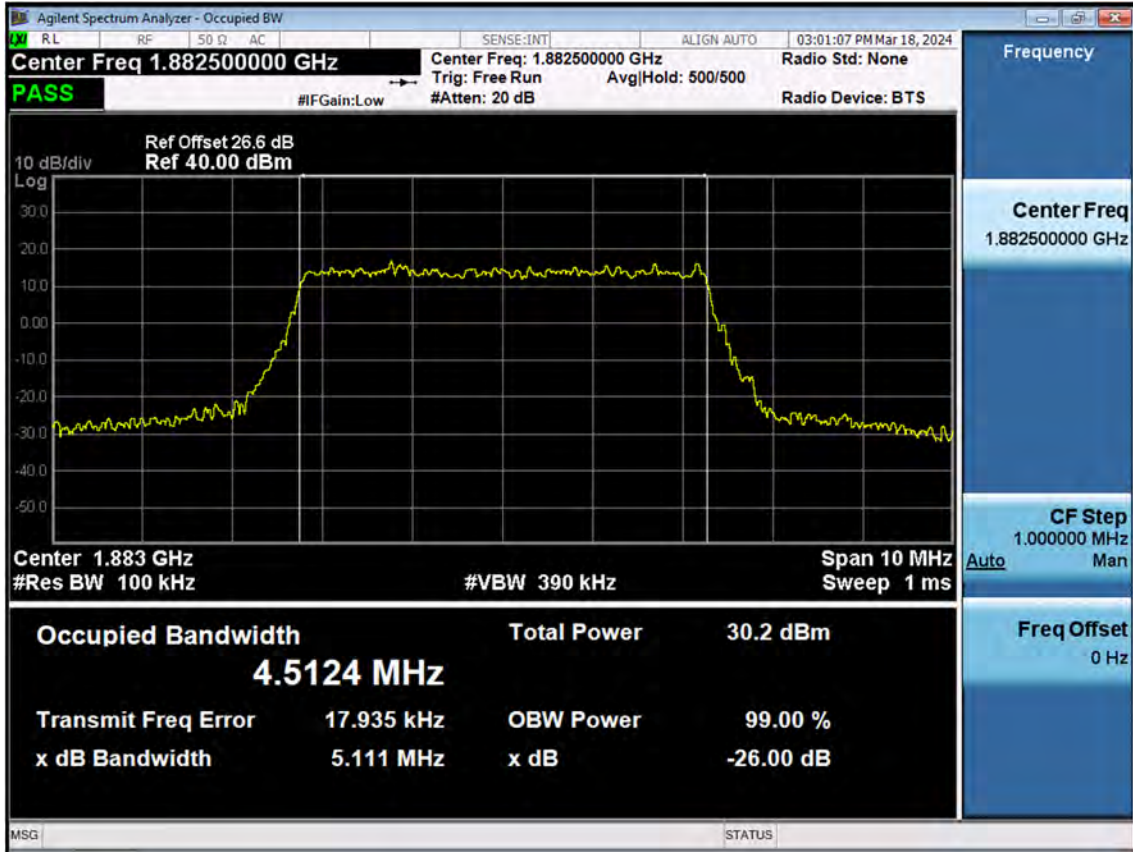 Agilent Spectrum Analyzer - Occupied BW
LXI RL RF 50 Ω AC SENSE:INT ALIGN AUTO 03:01:07 PM Mar 18, 2024
Center Freq 1.882500000 GHz
Center Freq: 1.882500000 GHz
Radio Std: None
Trig: Free Run Avg|Hold: 500/500
PASS
#IFGain:Low
#Atten: 20 dB
Radio Device: BTS
Ref Offset 26.6 dB
10 dB/div Ref 40.00 dBm
Log
30.0
20.0
10.0
0.00
-10.0
-20.0
-30.0
-40.0
-50.0
Center 1.883 GHz
Span 10 MHz
#Res BW 100 kHz
#VBW 390 kHz
Sweep 1 ms
Occupied Bandwidth
Total Power 30.2 dBm
4.5124 MHz
Transmit Freq Error 17.935 kHz
OBW Power 99.00 %
x dB Bandwidth 5.111 MHz
x dB -26.00 dB
MSG
STATUS
Frequency
Center Freq
1.882500000 GHz
CF Step
1.000000 MHz
Auto Man
Freq Offset
0 Hz